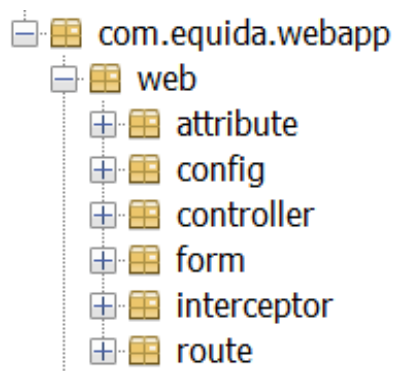 com.equida.webapp
web
attribute
config
controller
form
interceptor
route